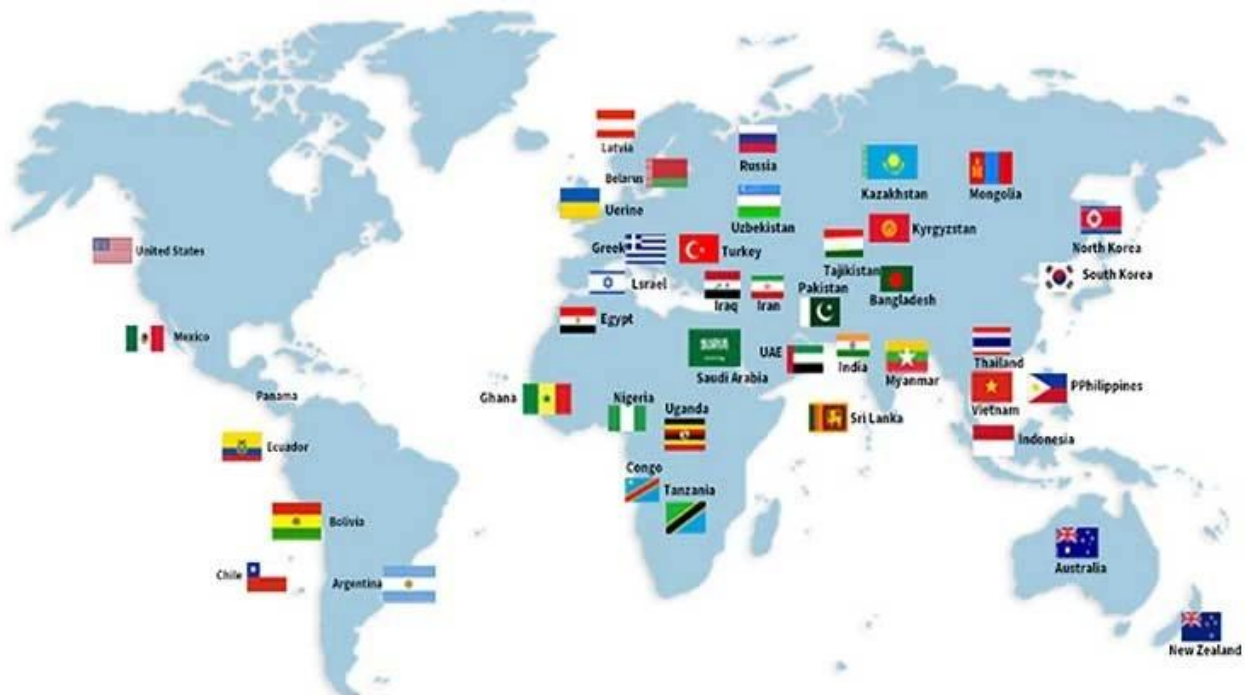 Latvia
Russia
Belarus
Kazakhstan
Mongolia
Uerine
Uzbekistan
Kyrgyzstan
North Korea
United States
Greek
Turkey
Tajikistan
South Korea
Lsrael
Iraq
Iran
Pakistan
Bangladesh
Egypt
Mexico
Saudi Arabia
UAE
India
Myanmar
Thailand
Panama
Ghana
Nigeria
Uganda
Sri Lanka
Vietnam
PPhilippines
Ecuador
Indonesia
Congo
Tanzania
Bolivia
Chile
Argentina
Australia
New Zealand